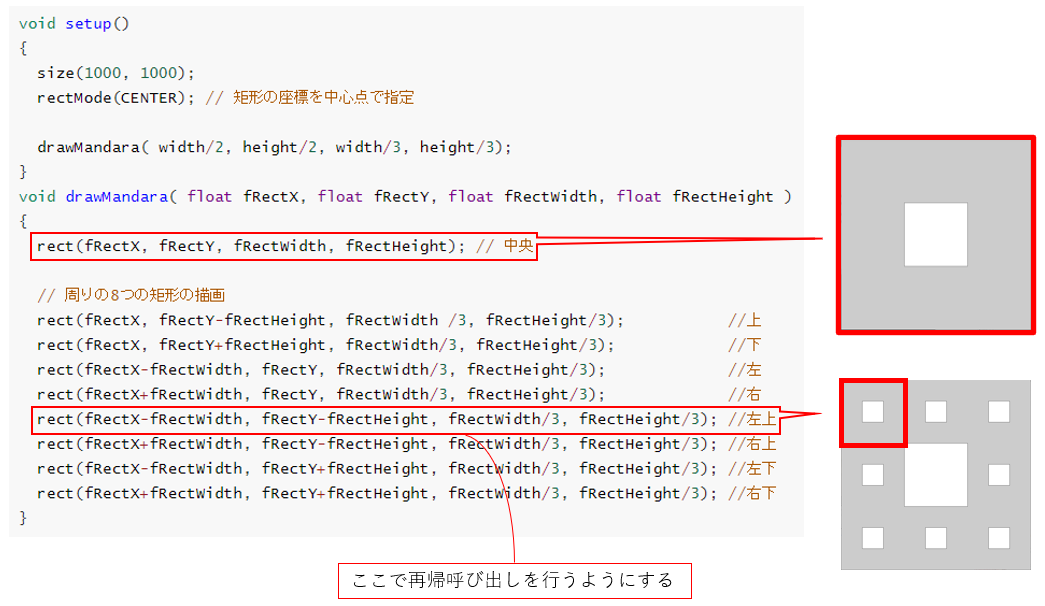 void setup()
{
size(1000, 1000);
rectMode(CENTER); // 矩形の座標を中心点で指定
drawMandara( width/2, height/2, width/3, height/3);
}
void drawMandara( float fRectX, float fRectY, float fRectWidth, float fRectHeight )
{
rect(fRectX, fRectY, fRectWidth, fRectHeight); // 中央
// 周りの8つの矩形の描画
rect(fRectX, fRectY-fRectHeight, fRectWidth /3, fRectHeight/3); //上
rect(fRectX, fRectY+fRectHeight, fRectWidth/3, fRectHeight/3); //下
rect(fRectX-fRectWidth, fRectY, fRectWidth/3, fRectHeight/3); //左
rect(fRectX+fRectWidth, fRectY, fRectWidth/3, fRectHeight/3); //右
rect(fRectX-fRectWidth, fRectY-fRectHeight, fRectWidth/3, fRectHeight/3); //左上
rect(fRectX+fRectWidth, fRectY-fRectHeight, fRectWidth/3, fRectHeight/3); //右上
rect(fRectX-fRectWidth, fRectY+fRectHeight, fRectWidth/3, fRectHeight/3); //左下
rect(fRectX+fRectWidth, fRectY+fRectHeight, fRectWidth/3, fRectHeight/3); //右下
}
ここで再帰呼び出しを行うようにする